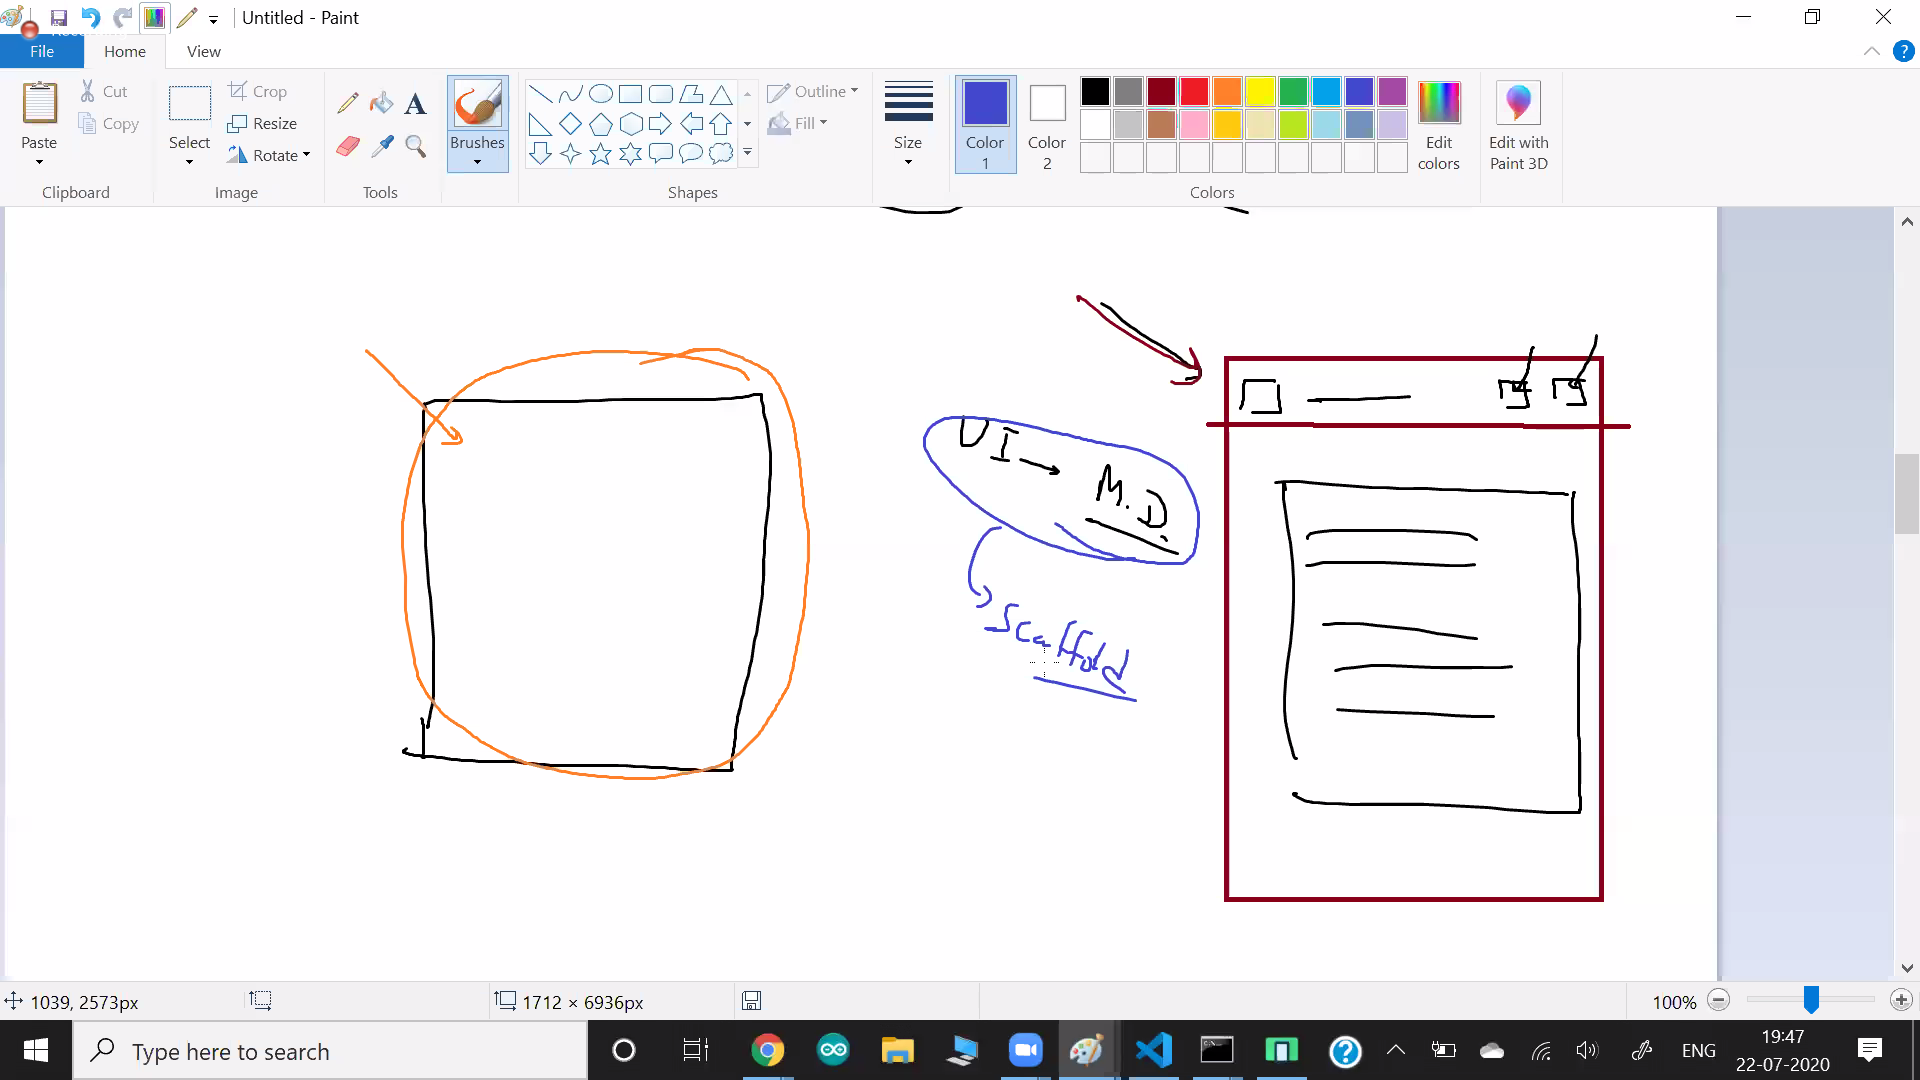 Untitled - Paint
File
Home
View
Paste
Cut
Copy
Clipboard
Select
Crop
Resize
Rotate
Image
A
Tools
Brushes
Shapes
Outline
Fill
Size
Color
1
Color
2
Edit
colors
Colors
Edit with
Paint 3D
?
UI → M.D.
Scaffold
1039, 2573px
1712 × 6936px
100%
Type here to search
ENG
19:47
22-07-2020